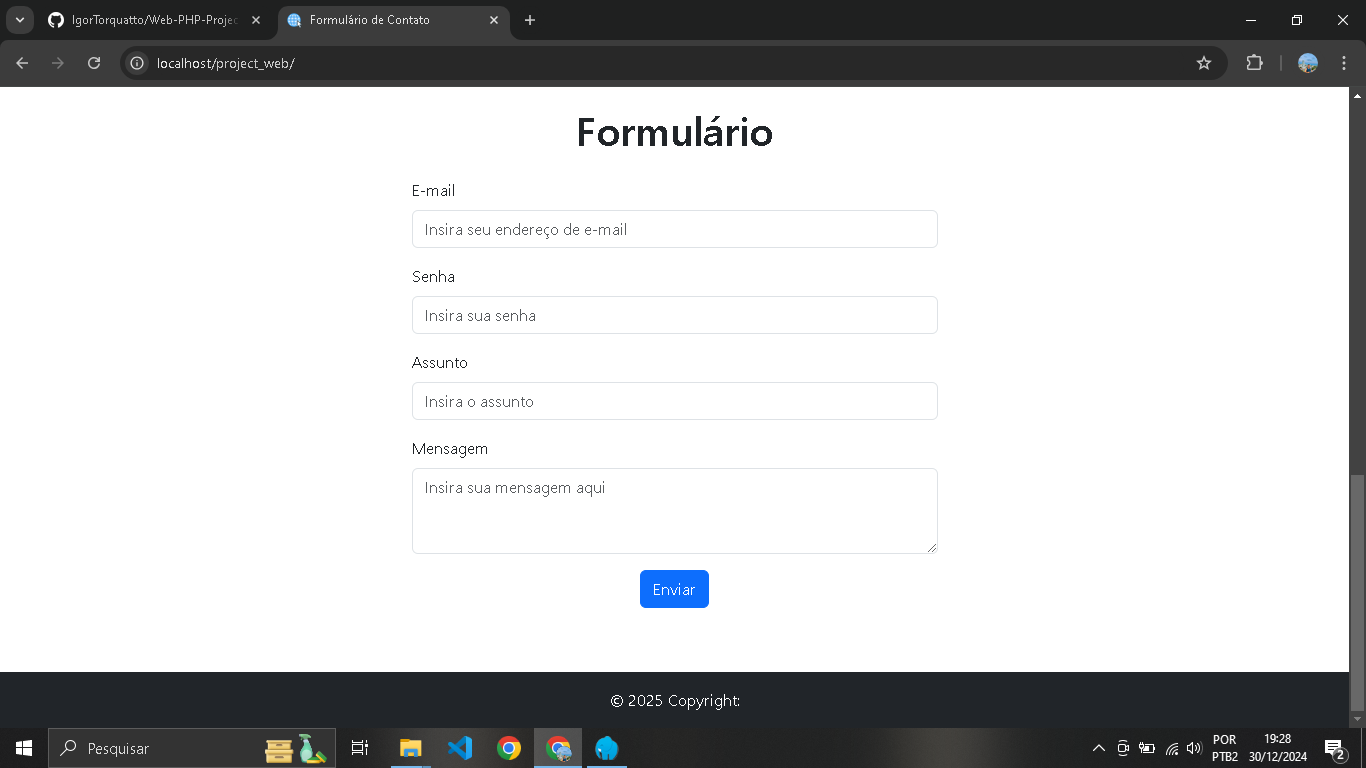 IgorTorquatto/Web-PHP-Projec
Formulário de Contato
localhost/project_web/
Formulário
E-mail
Insira seu endereço de e-mail
Senha
Insira sua senha
Assunto
Insira o assunto
Mensagem
Insira sua mensagem aqui
Enviar
© 2025 Copyright:
Pesquisar
POR
PTB2
19:28
30/12/2024
2